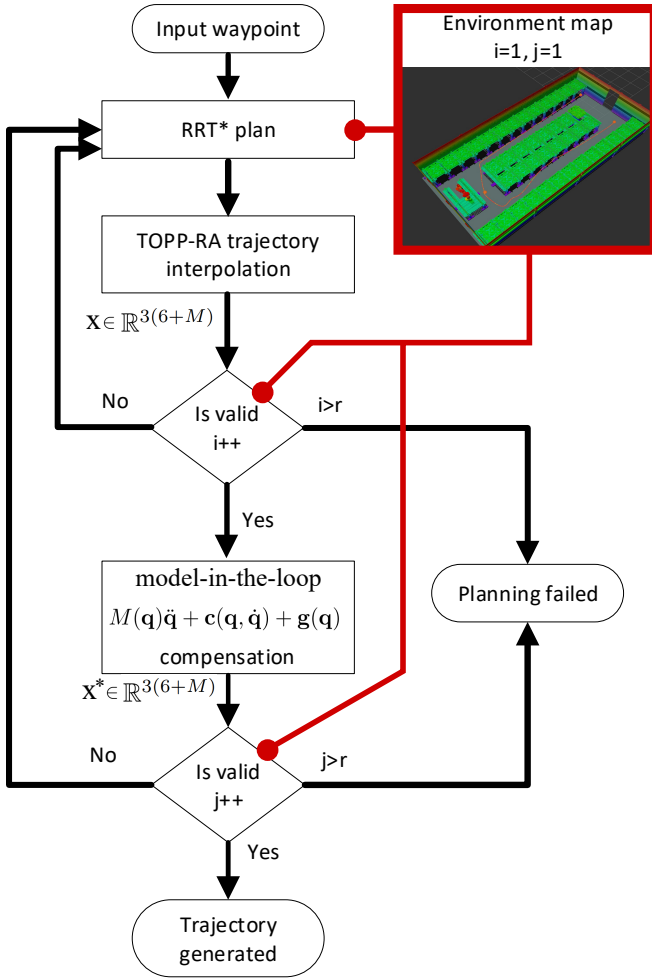 Input waypoint
Environment map
i=1, j=1
RRT* plan
TOPP-RA trajectory
interpolation
X∈ℝ^{3(6+M)}
No
Is valid
i++
i>r
Yes
model-in-the-loop
M(q)q̈ + c(q, q̇) + g(q)
compensation
Planning failed
X*∈ℝ^{3(6+M)}
No
Is valid
j++
j>r
Yes
Trajectory
generated